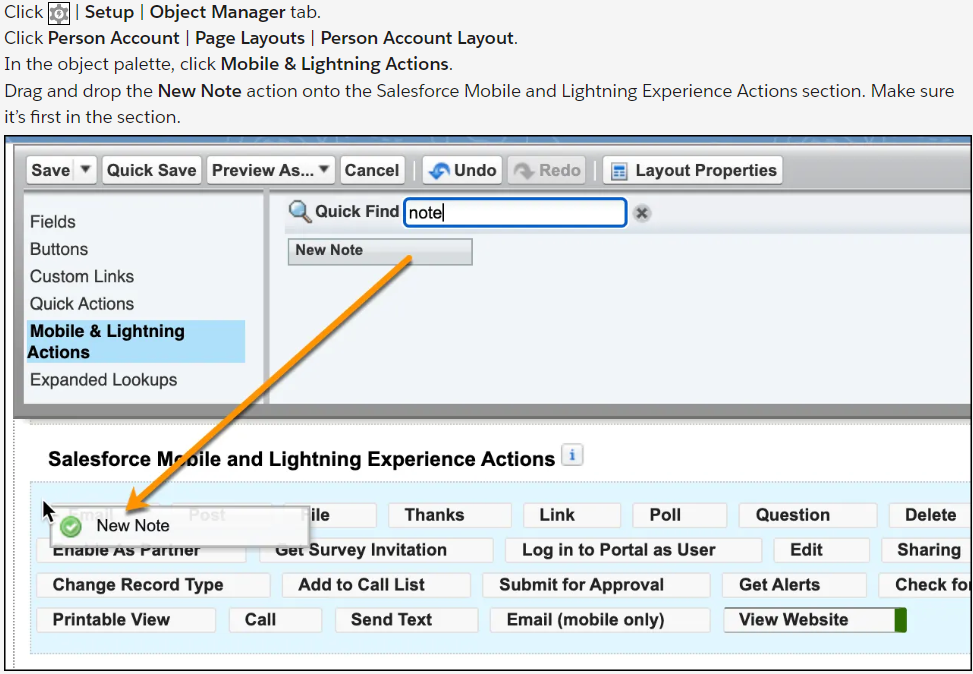 Click | Setup | Object Manager tab.
Click Person Account | Page Layouts | Person Account Layout.
In the object palette, click Mobile & Lightning Actions.
Drag and drop the New Note action onto the Salesforce Mobile and Lightning Experience Actions section. Make sure
it’s first in the section.
Save Quick Save Preview As... Cancel Undo Redo Layout Properties
Fields
Buttons
Custom Links
Quick Actions
Mobile & Lightning
Actions
Expanded Lookups
Quick Find note
New Note
Salesforce Mobile and Lightning Experience Actions i
Email Post File Thanks Link Poll Question Delete
New Note
Enable As Partner Get Survey Invitation Log in to Portal as User Edit Sharing
Change Record Type Add to Call List Submit for Approval Get Alerts Check for
Printable View Call Send Text Email (mobile only) View Website